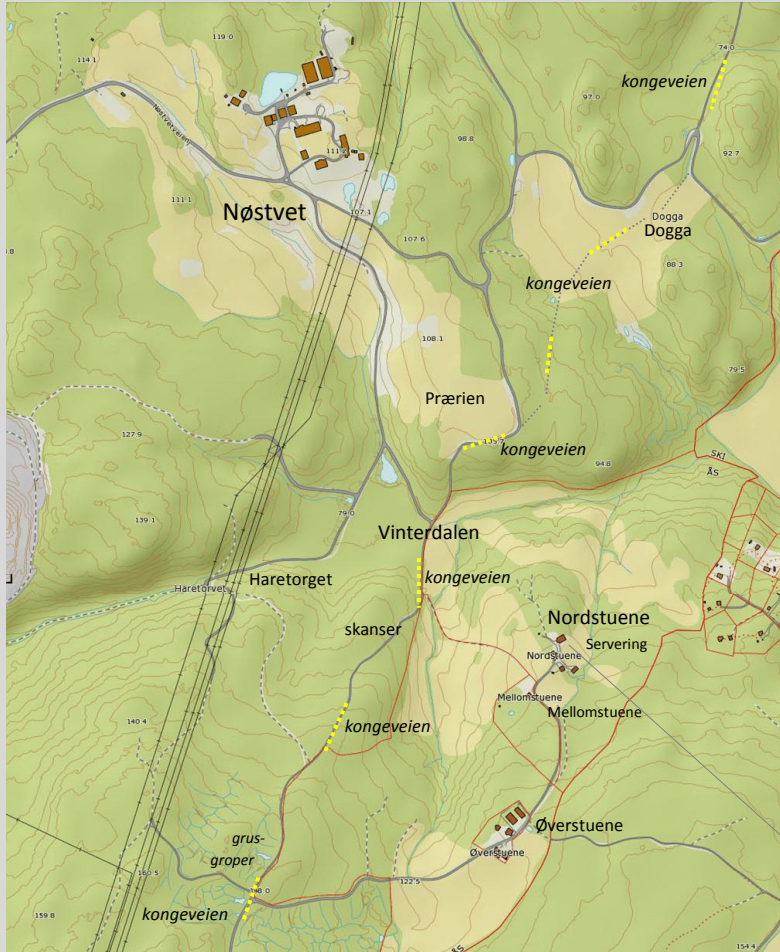 119.0
74.0
kongeveien
114.1
97.0
Nøstvetveien
98.8
111.2
92.7
111.1
Nøstvet
107.1
Dogga
Dogga
107.6
88.3
kongeveien
108.1
79.5
Prærien
127.9
kongeveien
94.8
SKI
ÅS
139.1
79.0
Vinterdalen
Haretorget
kongeveien
Haretorvet
skanser
Nordstuene
Servering
Nordstuene
Mellomstuene
Mellomstuene
140.4
kongeveien
Øverstuene
grus-
groper
Øverstuene
160.5
122.5
kongeveien
159.8
ÅS
154.4